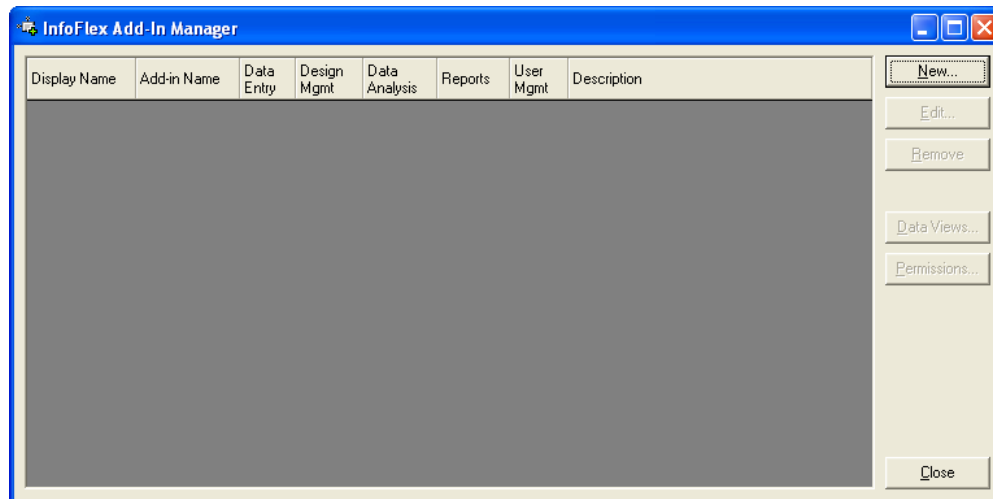 InfoFlex Add-In Manager
Display Name Add-in Name Data Entry Design Mgmt Data Analysis Reports User Mgmt Description
New...
Edit...
Remove
Data Views...
Permissions...
Close